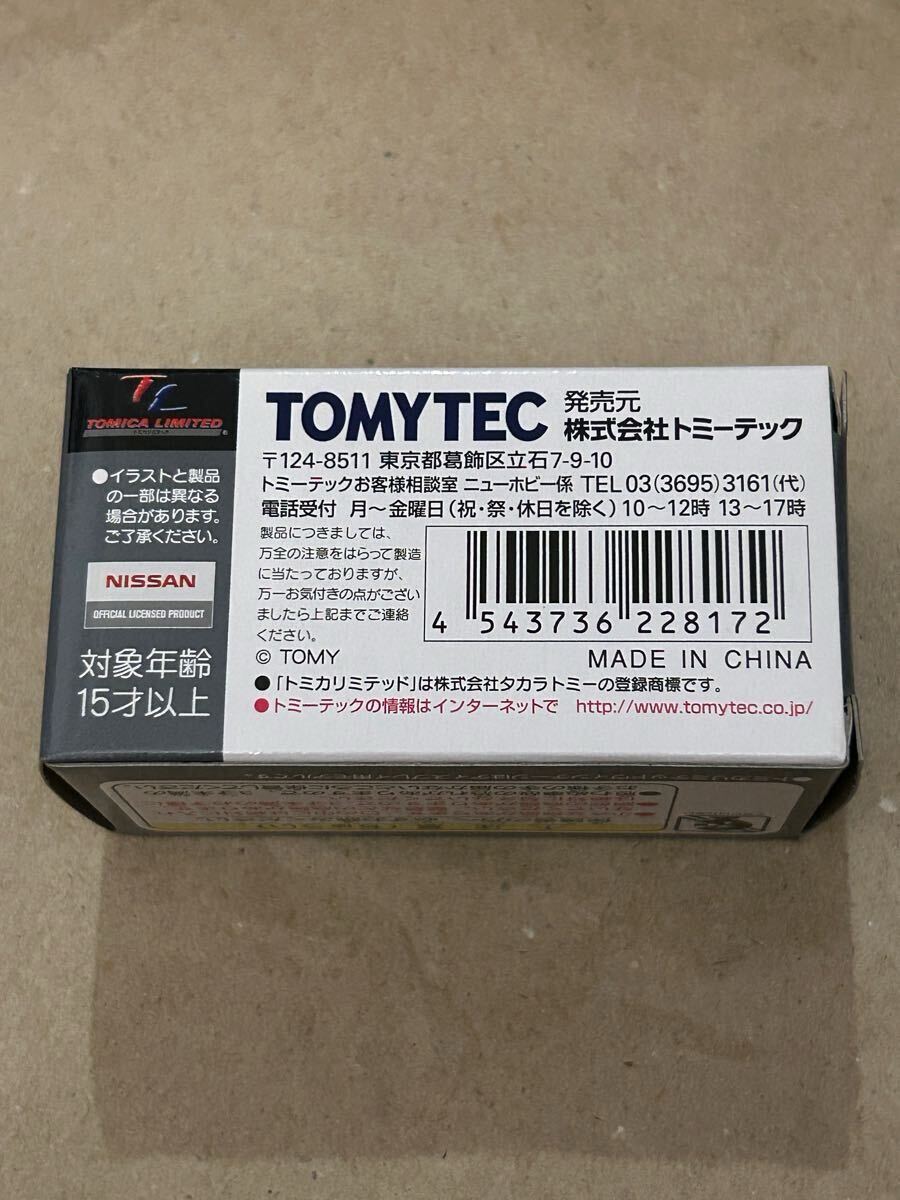 TOMICA LIMITED
●イラストと製品
の一部は異なる
場合があります。
ご了承ください。
NISSAN
OFFICIAL LICENSED PRODUCT
対象年齢
15才以上
TOMYTEC 発売元
株式会社トミーテック
〒124-8511 東京都葛飾区立石7-9-10
トミーテックお客様相談室 ニューホビー係 TEL 03(3695)3161(代)
電話受付 月〜金曜日(祝・祭・休日を除く)10〜12時 13〜17時
製品につきましては、
万全の注意をはらって製造
に当たっておりますが、
万一お気付きの点がござい
ましたら上記までご連絡
ください。
4 543736 228172
© TOMY MADE IN CHINA
●「トミカリミテッド」は株式会社タカラトミーの登録商標です。
●トミーテックの情報はインターネットで http://www.tomytec.co.jp/